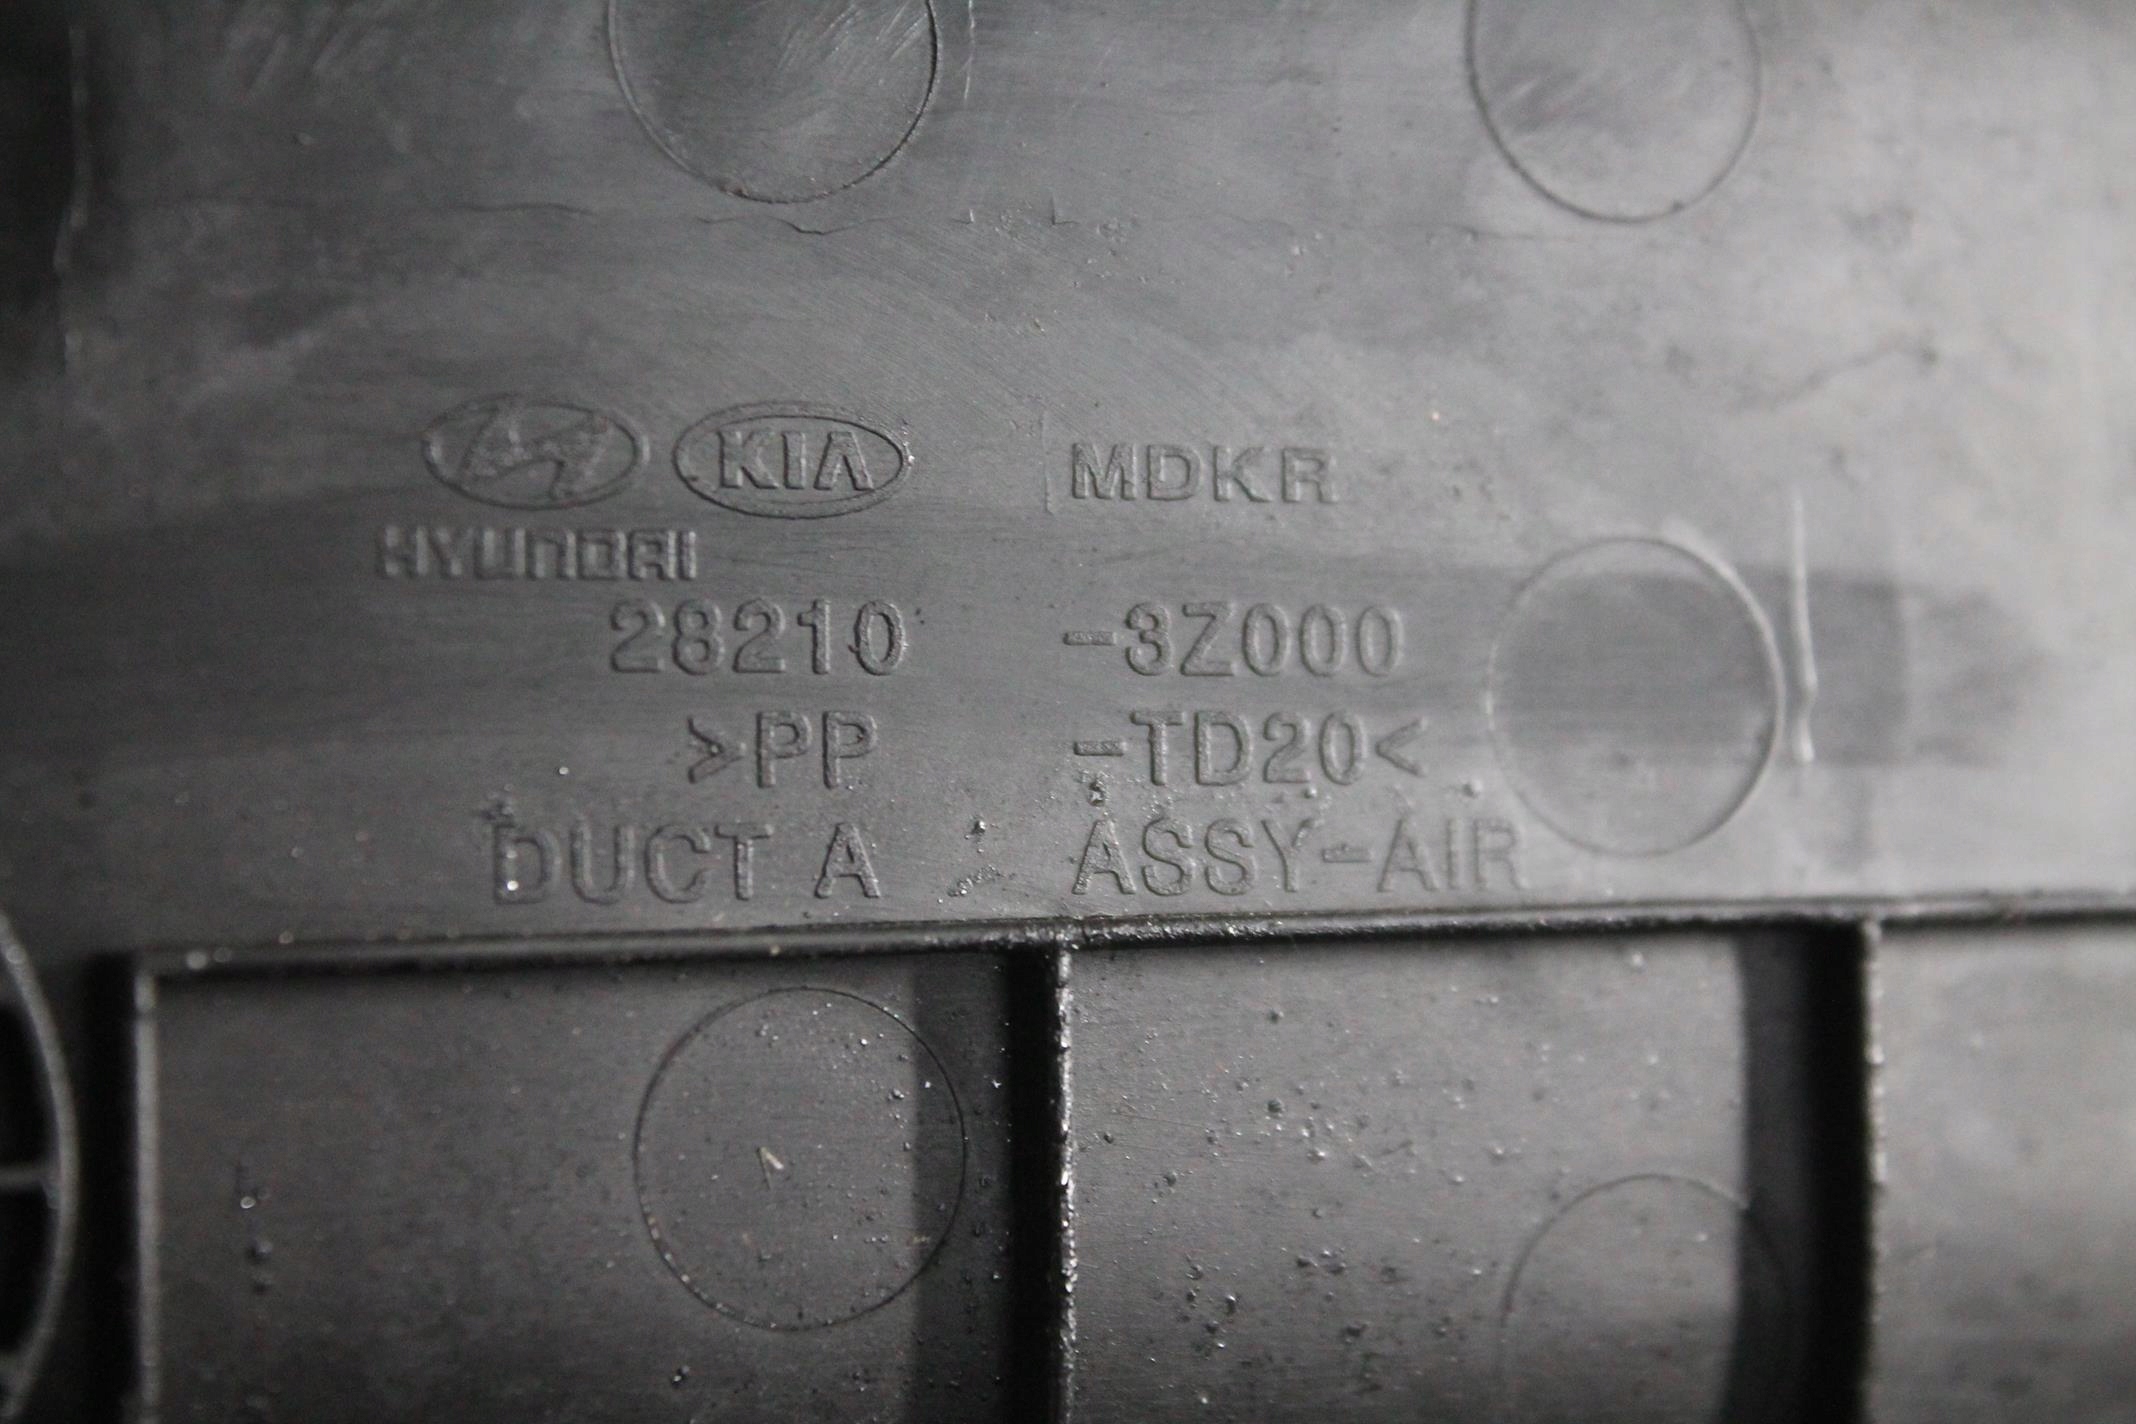 KIA MDKR
HYUNDAI
28210 -3Z000
>PP -TD20<
DUCT A ASSY-AIR